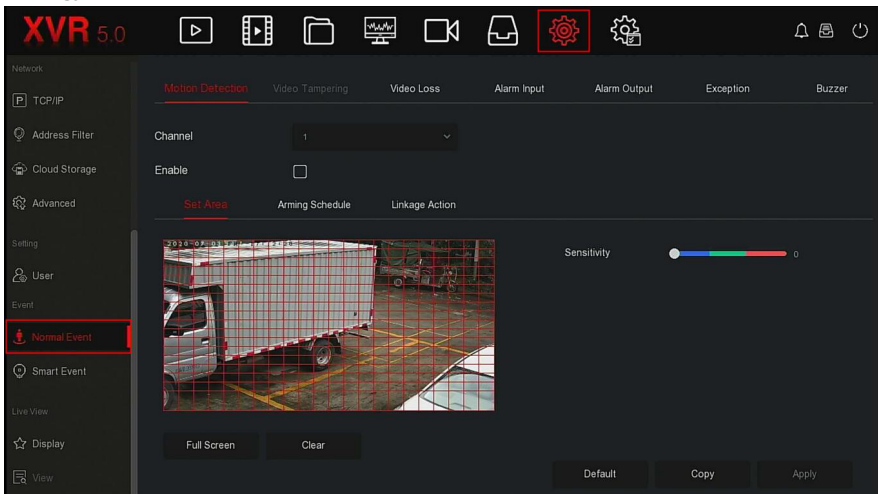 XVR 5.0
Network
TCP/IP
Address Filter
Cloud Storage
Advanced
Setting
User
Event
Normal Event
Smart Event
Live View
Display
View
Motion Detection Video Tampering Video Loss Alarm Input Alarm Output Exception Buzzer
Channel 1
Enable
Set Area Arming Schedule Linkage Action
Sensitivity 0
Full Screen Clear
Default Copy Apply